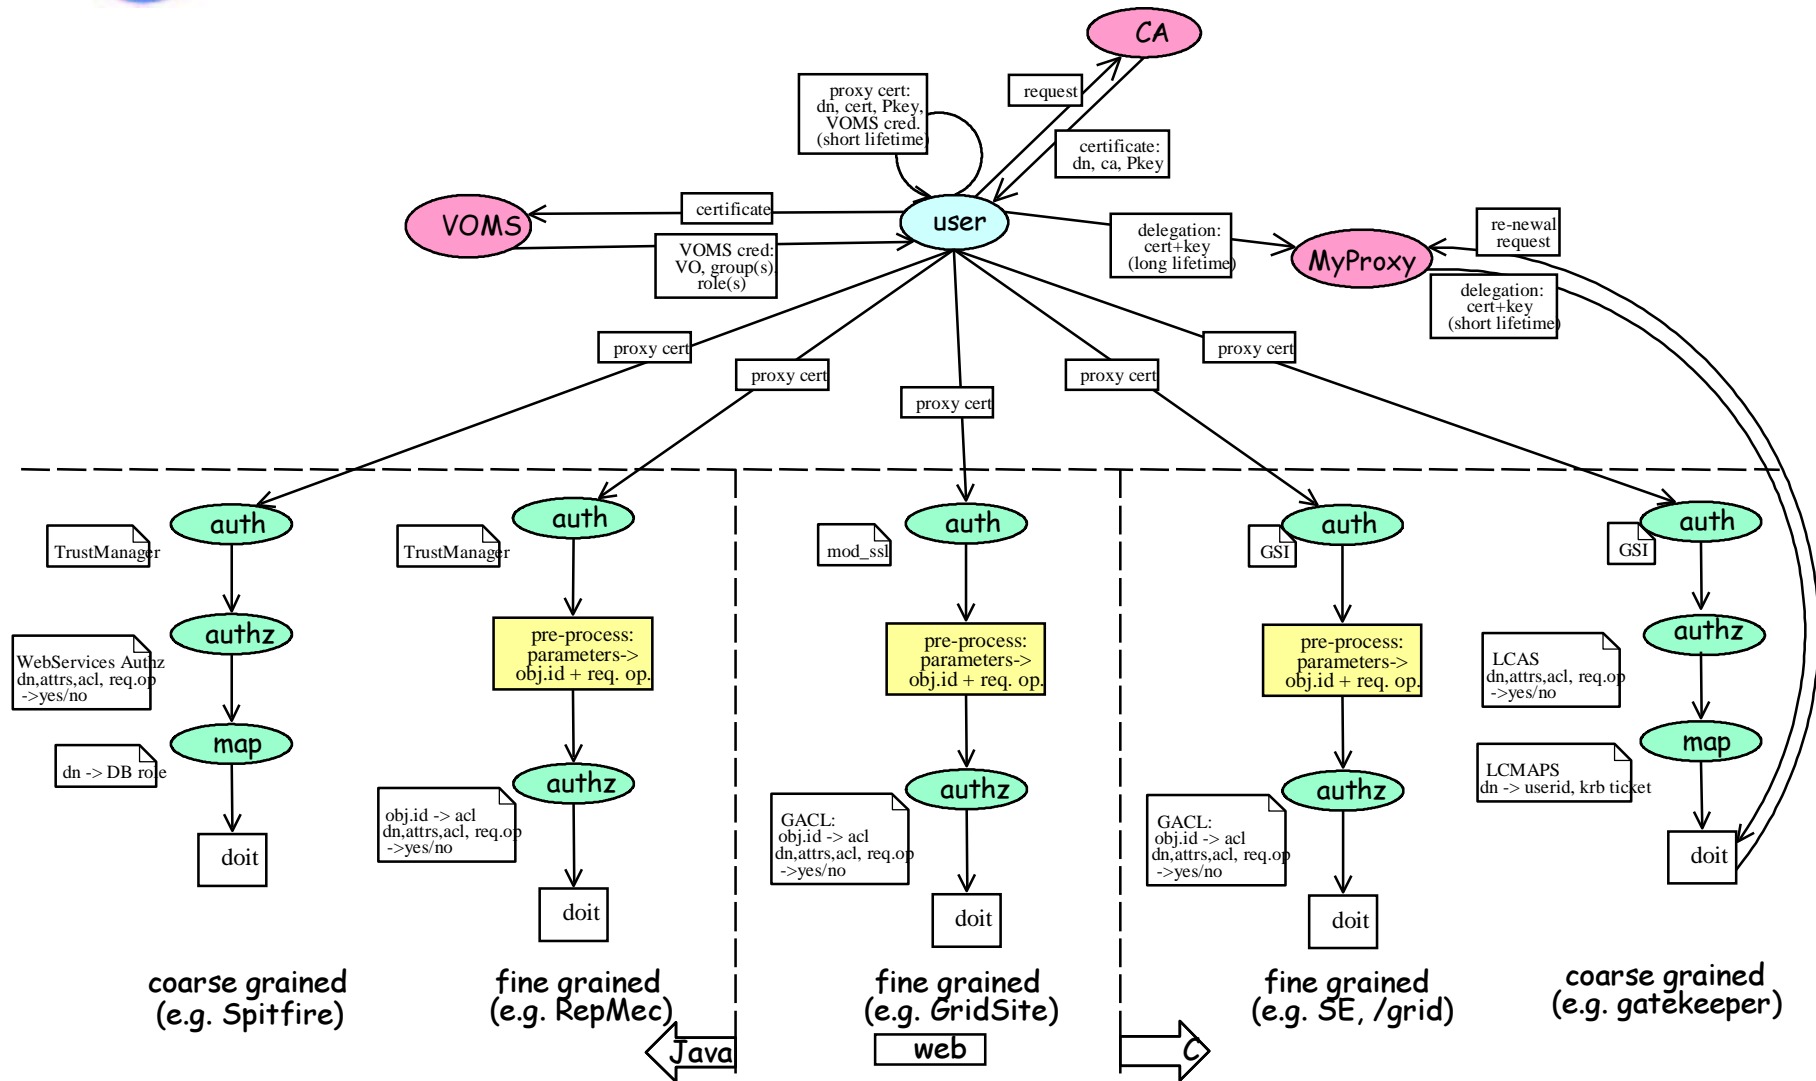 CA
proxy cert:
dn, cert, Pkey,
VOMS cred.
(short lifetime)
request
certificate:
dn, ca, Pkey
VOMS
certificate
user
VOMS cred:
VO, group(s),
role(s)
delegation:
cert+key
(long lifetime)
MyProxy
re-newal
request
delegation:
cert+key
(short lifetime)
proxy cert
proxy cert
proxy cert
proxy cert
proxy cert
auth
TrustManager
authz
WebServices Authz
dn,attrs,acl, req.op
->yes/no
map
dn -> DB role
doit
coarse grained
(e.g. Spitfire)
auth
TrustManager
pre-process:
parameters->
obj.id + req. op.
authz
obj.id -> acl
dn,attrs,acl, req.op
->yes/no
doit
fine grained
(e.g. RepMec)
auth
mod_ssl
pre-process:
parameters->
obj.id + req. op.
authz
GACL:
obj.id -> acl
dn,attrs,acl, req.op
->yes/no
doit
fine grained
(e.g. GridSite)
auth
GSI
pre-process:
parameters->
obj.id + req. op.
authz
GACL:
obj.id -> acl
dn,attrs,acl, req.op
->yes/no
doit
fine grained
(e.g. SE, /grid)
auth
GSI
authz
LCAS
dn,attrs,acl, req.op
->yes/no
map
LCMAPS
dn -> userid, krb ticket
doit
coarse grained
(e.g. gatekeeper)
Java
web
C